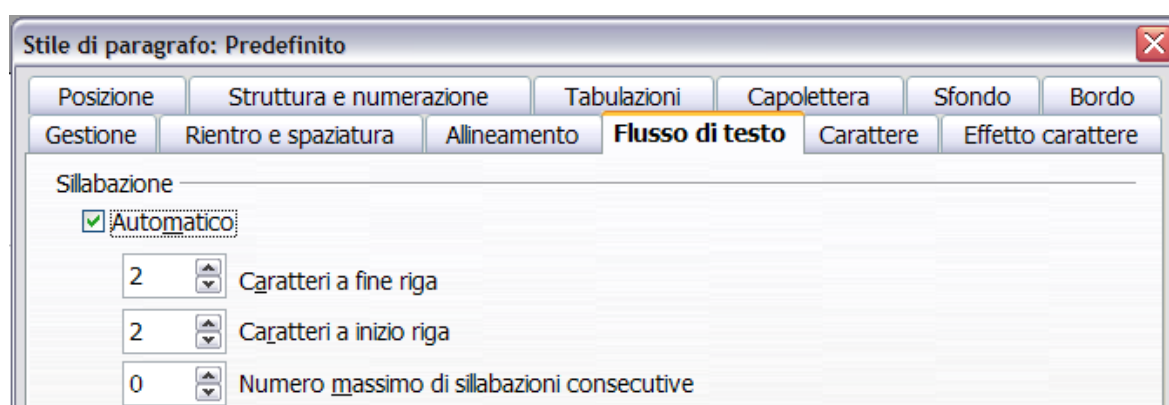 Stile di paragrafo: Predefinito
Posizione Struttura e numerazione Tabulazioni Capolettera Sfondo Bordo
Gestione Rientro e spaziatura Allineamento Flusso di testo Carattere Effetto carattere
Sillabazione
Automatico
2 Caratteri a fine riga
2 Caratteri a inizio riga
0 Numero massimo di sillabazioni consecutive